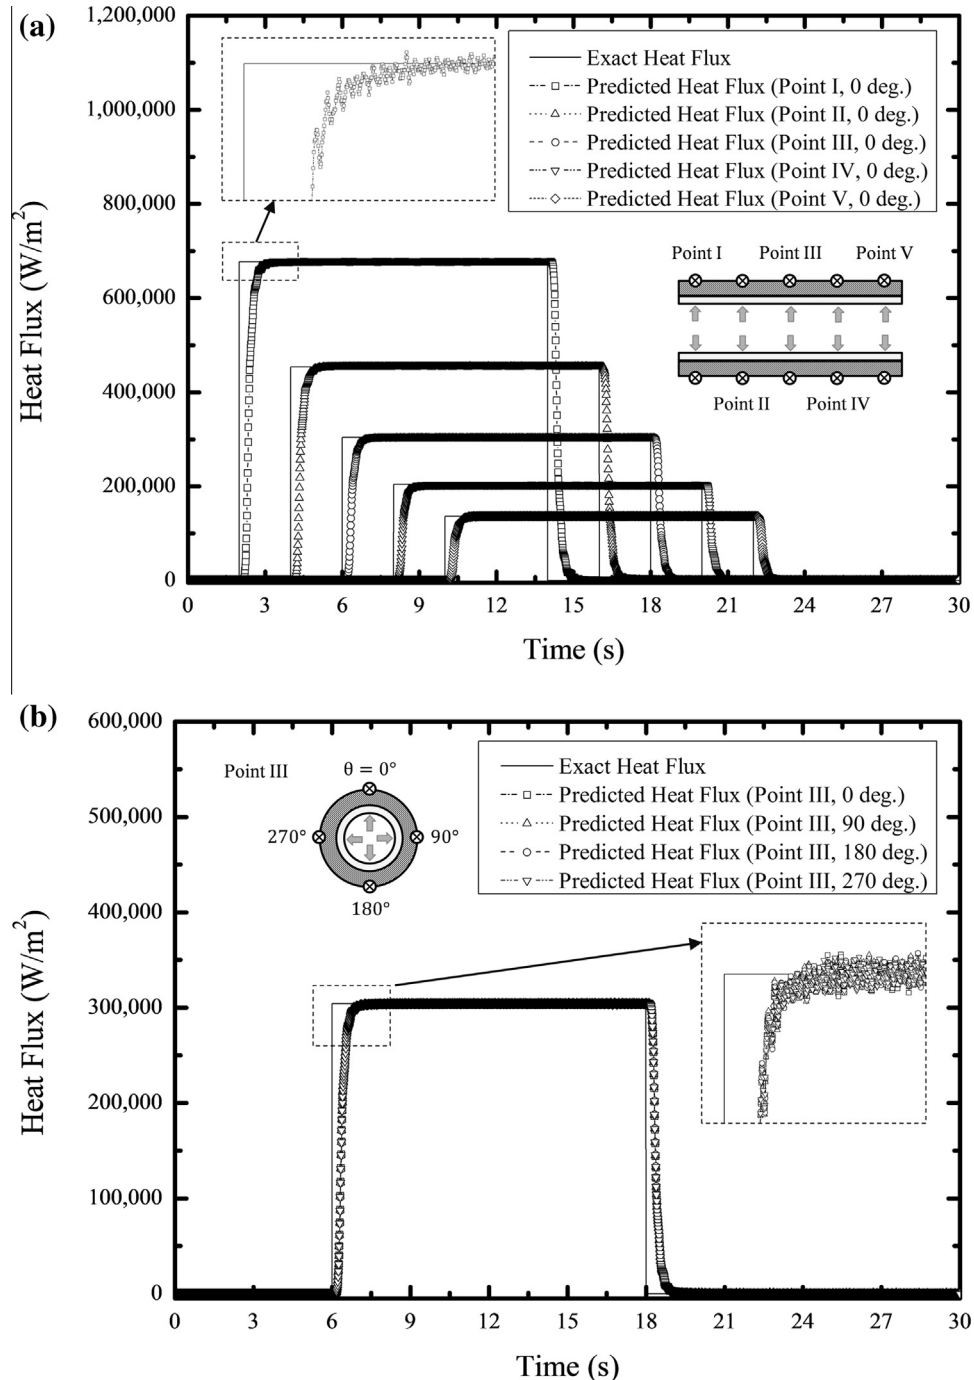 (a)
1,200,000
1,000,000
800,000
600,000
400,000
200,000
0
Heat Flux (W/m²)
Exact Heat Flux
Predicted Heat Flux (Point I, 0 deg.)
Predicted Heat Flux (Point II, 0 deg.)
Predicted Heat Flux (Point III, 0 deg.)
Predicted Heat Flux (Point IV, 0 deg.)
Predicted Heat Flux (Point V, 0 deg.)
Point I Point III Point V
Point II Point IV
0 3 6 9 12 15 18 21 24 27 30
Time (s)
(b)
600,000
500,000
400,000
300,000
200,000
100,000
0
Heat Flux (W/m²)
Point III
θ = 0°
270° 90°
180°
Exact Heat Flux
Predicted Heat Flux (Point III, 0 deg.)
Predicted Heat Flux (Point III, 90 deg.)
Predicted Heat Flux (Point III, 180 deg.)
Predicted Heat Flux (Point III, 270 deg.)
0 3 6 9 12 15 18 21 24 27 30
Time (s)